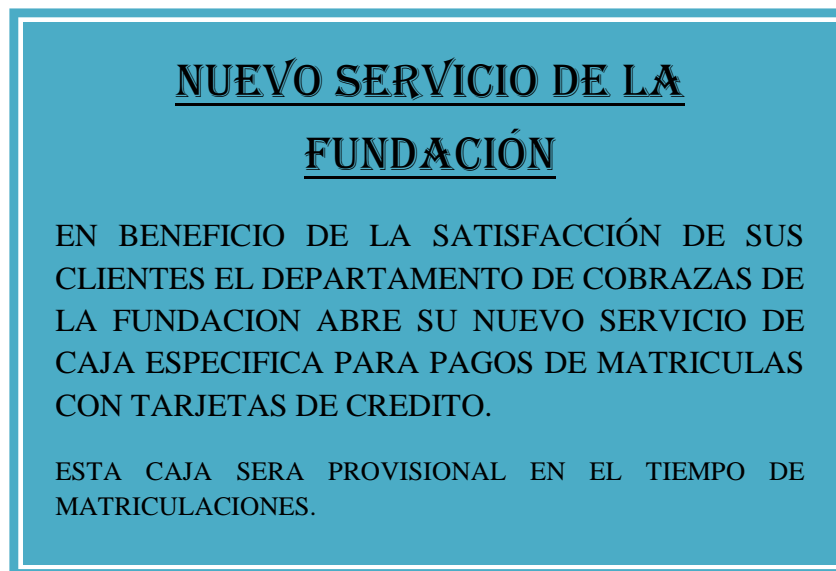 NUEVO SERVICIO DE LA
FUNDACIÓN
EN BENEFICIO DE LA SATISFACCIÓN DE SUS
CLIENTES EL DEPARTAMENTO DE COBRAZAS DE
LA FUNDACION ABRE SU NUEVO SERVICIO DE
CAJA ESPECIFICA PARA PAGOS DE MATRICULAS
CON TARJETAS DE CREDITO.
ESTA CAJA SERA PROVISIONAL EN EL TIEMPO DE
MATRICULACIONES.